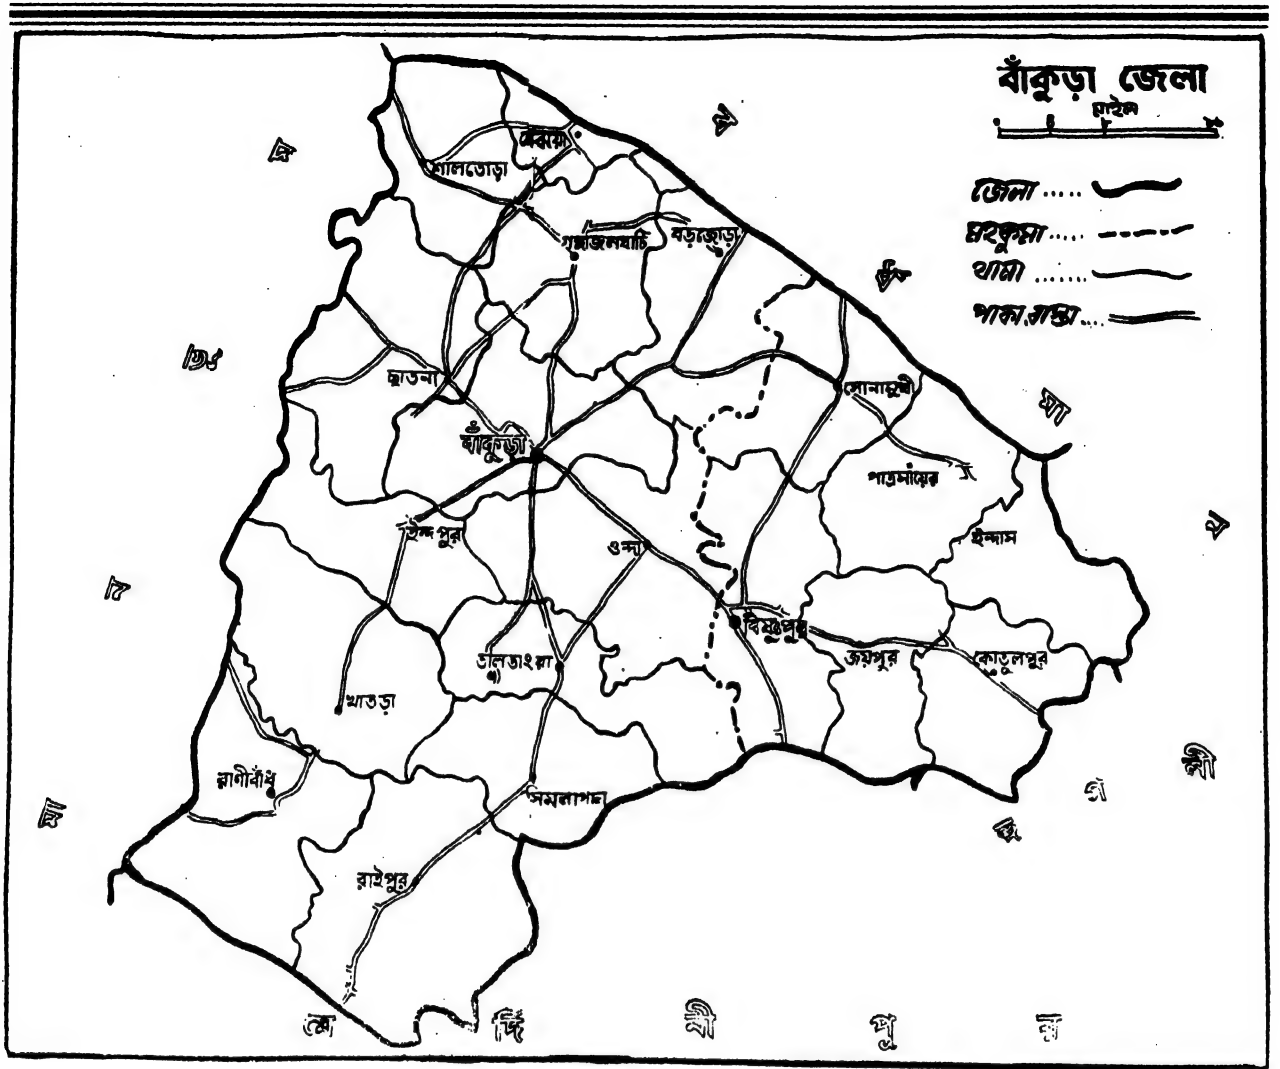 বাঁকুড়া জেলা
মাইল
জেলা .....
মহকুমা .....
থানা .......
পাকা রাস্তা ....
মেঝিয়া
শালতোড়া
গঙ্গাজলঘাটি
বড়জোড়া
ছাতনা
সোনামুখী
বাঁকুড়া
পাত্রসায়ের
ইন্দপুর
ওন্দা
ইন্দাস
বিষ্ণুপুর
তালডাংরা
জয়পুর
কোতুলপুর
খাতড়া
রাণীবাঁধ
সিমলাপাল
রাইপুর
ব র্ধ মা ন
হু গ লী
মে দি নী পু র